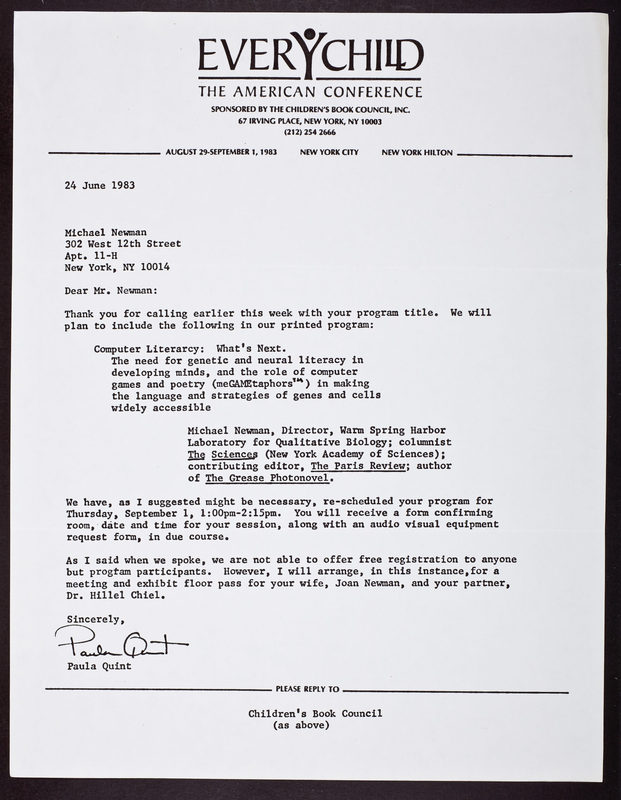 EVERYCHILD
THE AMERICAN CONFERENCE
SPONSORED BY THE CHILDREN'S BOOK COUNCIL, INC.
67 IRVING PLACE, NEW YORK, NY 10003
(212) 254 2666
AUGUST 29-SEPTEMBER 1, 1983 NEW YORK CITY NEW YORK HILTON
24 June 1983
Michael Newman
302 West 12th Street
Apt. 11-H
New York, NY 10014
Dear Mr. Newman:
Thank you for calling earlier this week with your program title. We will
plan to include the following in our printed program:
Computer Literarcy: What's Next.
The need for genetic and neural literacy in
developing minds, and the role of computer
games and poetry (meGAMEtaphors™) in making
the language and strategies of genes and cells
widely accessible
Michael Newman, Director, Warm Spring Harbor
Laboratory for Qualitative Biology; columnist
The Sciences (New York Academy of Sciences);
contributing editor, The Paris Review; author
of The Grease Photonovel.
We have, as I suggested might be necessary, re-scheduled your program for
Thursday, September 1, 1:00pm-2:15pm. You will receive a form confirming
room, date and time for your session, along with an audio visual equipment
request form, in due course.
As I said when we spoke, we are not able to offer free registration to anyone
but program participants. However, I will arrange, in this instance,for a
meeting and exhibit floor pass for your wife, Joan Newman, and your partner,
Dr. Hillel Chiel.
Sincerely,
Paula Quint
Paula Quint
PLEASE REPLY TO
Children's Book Council
(as above)